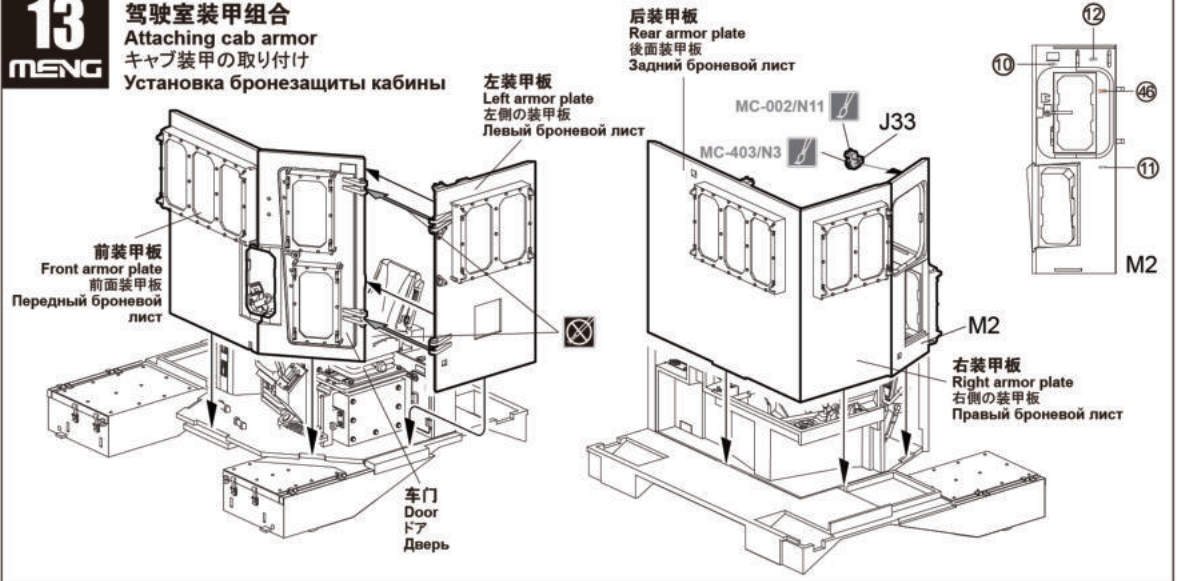 13
MENG
驾驶室装甲组合
Attaching cab armor
キャブ装甲の取り付け
Установка бронезащиты кабины
左装甲板
Left armor plate
左側の装甲板
Левый броневой лист
前装甲板
Front armor plate
前面装甲板
Передный броневой
лист
车门
Door
ドア
Дверь
后装甲板
Rear armor plate
後面装甲板
Задний броневой лист
MC-002/N11
J33
MC-403/N3
M2
右装甲板
Right armor plate
右側の装甲板
Правый броневой лист
12
10
46
11
M2